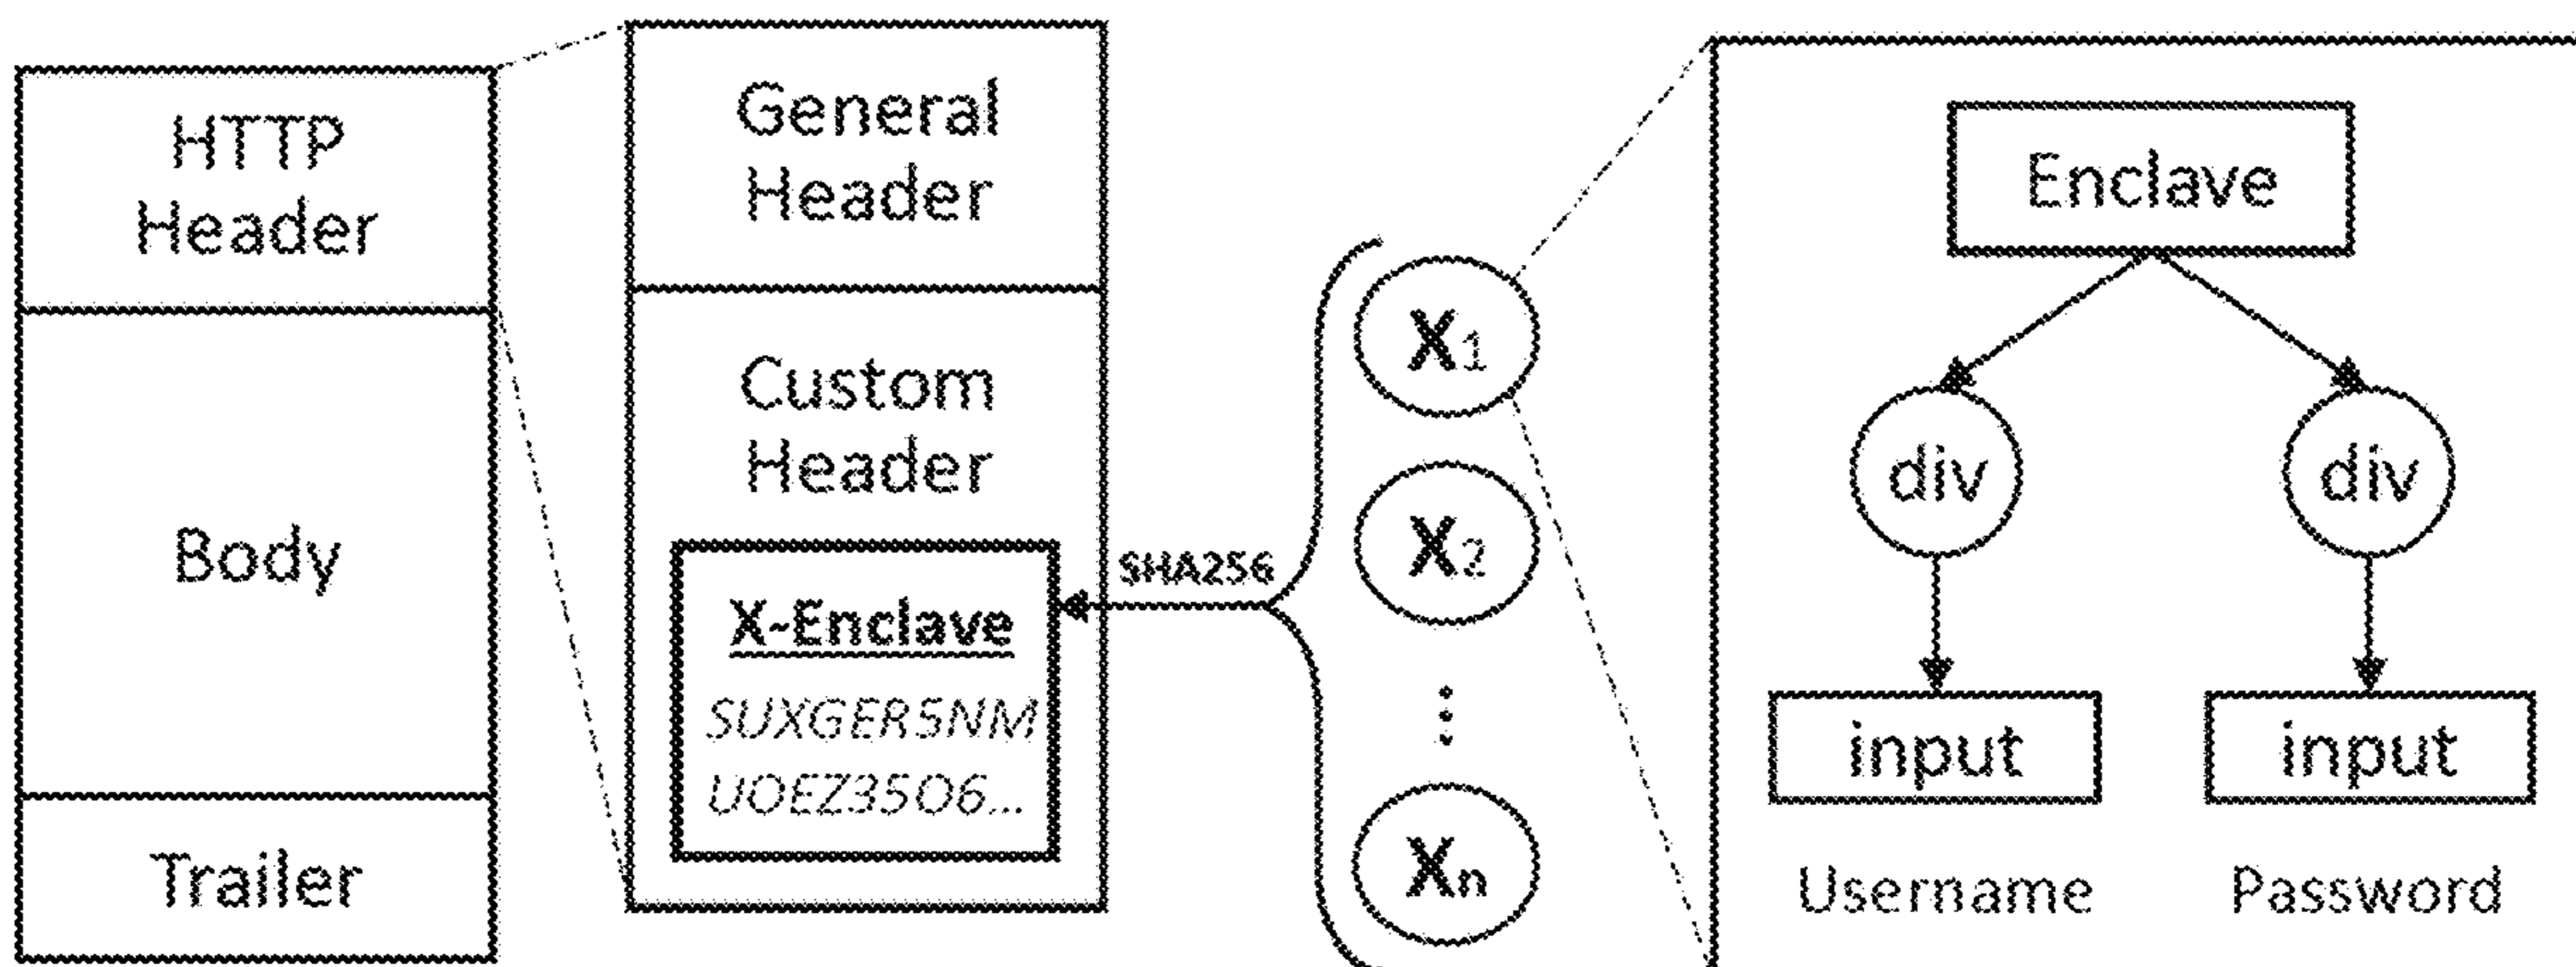 HTTP
Header
Body
Trailer
General
Header
Custom
Header
X-Enclave
SUXGER5NM
UOEZ35O6...
SHA256
X1
X2
Xn
Enclave
div
div
input
input
Username
Password